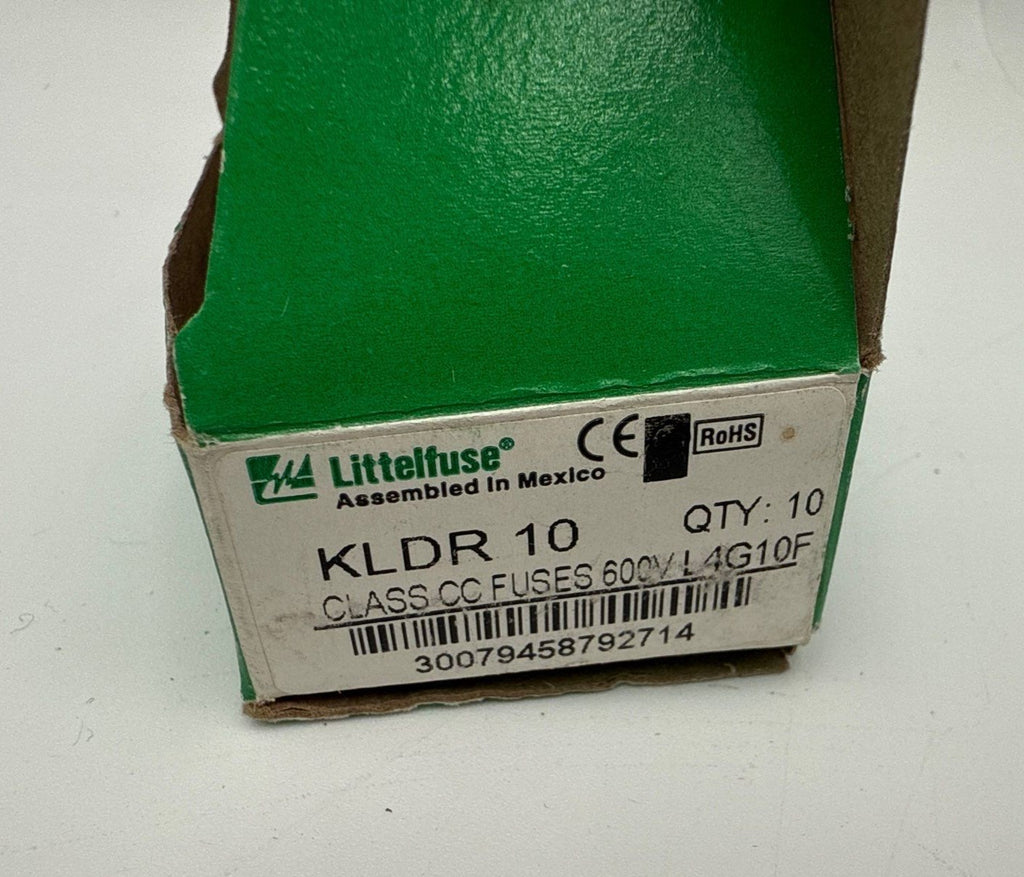 Littelfuse®
Assembled in Mexico
CE
RoHS
KLDR 10
QTY: 10
CLASS CC FUSES 600V L4G10F
30079458792714